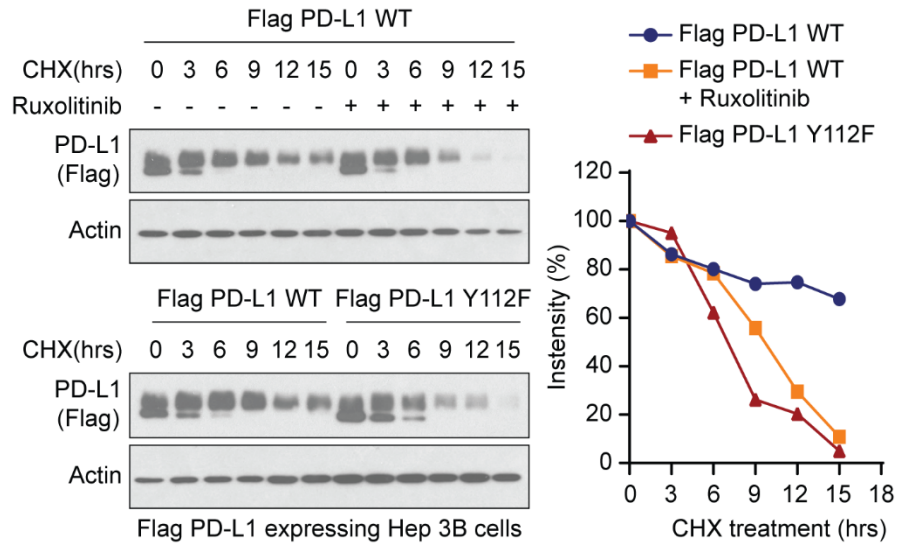 Flag PD-L1 WT
CHX(hrs) 0 3 6 9 12 15 0 3 6 9 12 15
Ruxolitinib - - - - - - + + + + + +
PD-L1
(Flag)
Actin
Flag PD-L1 WT Flag PD-L1 Y112F
CHX(hrs) 0 3 6 9 12 15 0 3 6 9 12 15
PD-L1
(Flag)
Actin
Flag PD-L1 expressing Hep 3B cells
Flag PD-L1 WT
Flag PD-L1 WT
+ Ruxolitinib
Flag PD-L1 Y112F
Instensity (%)
120
100
80
60
40
20
0
0 3 6 9 12 15 18
CHX treatment (hrs)